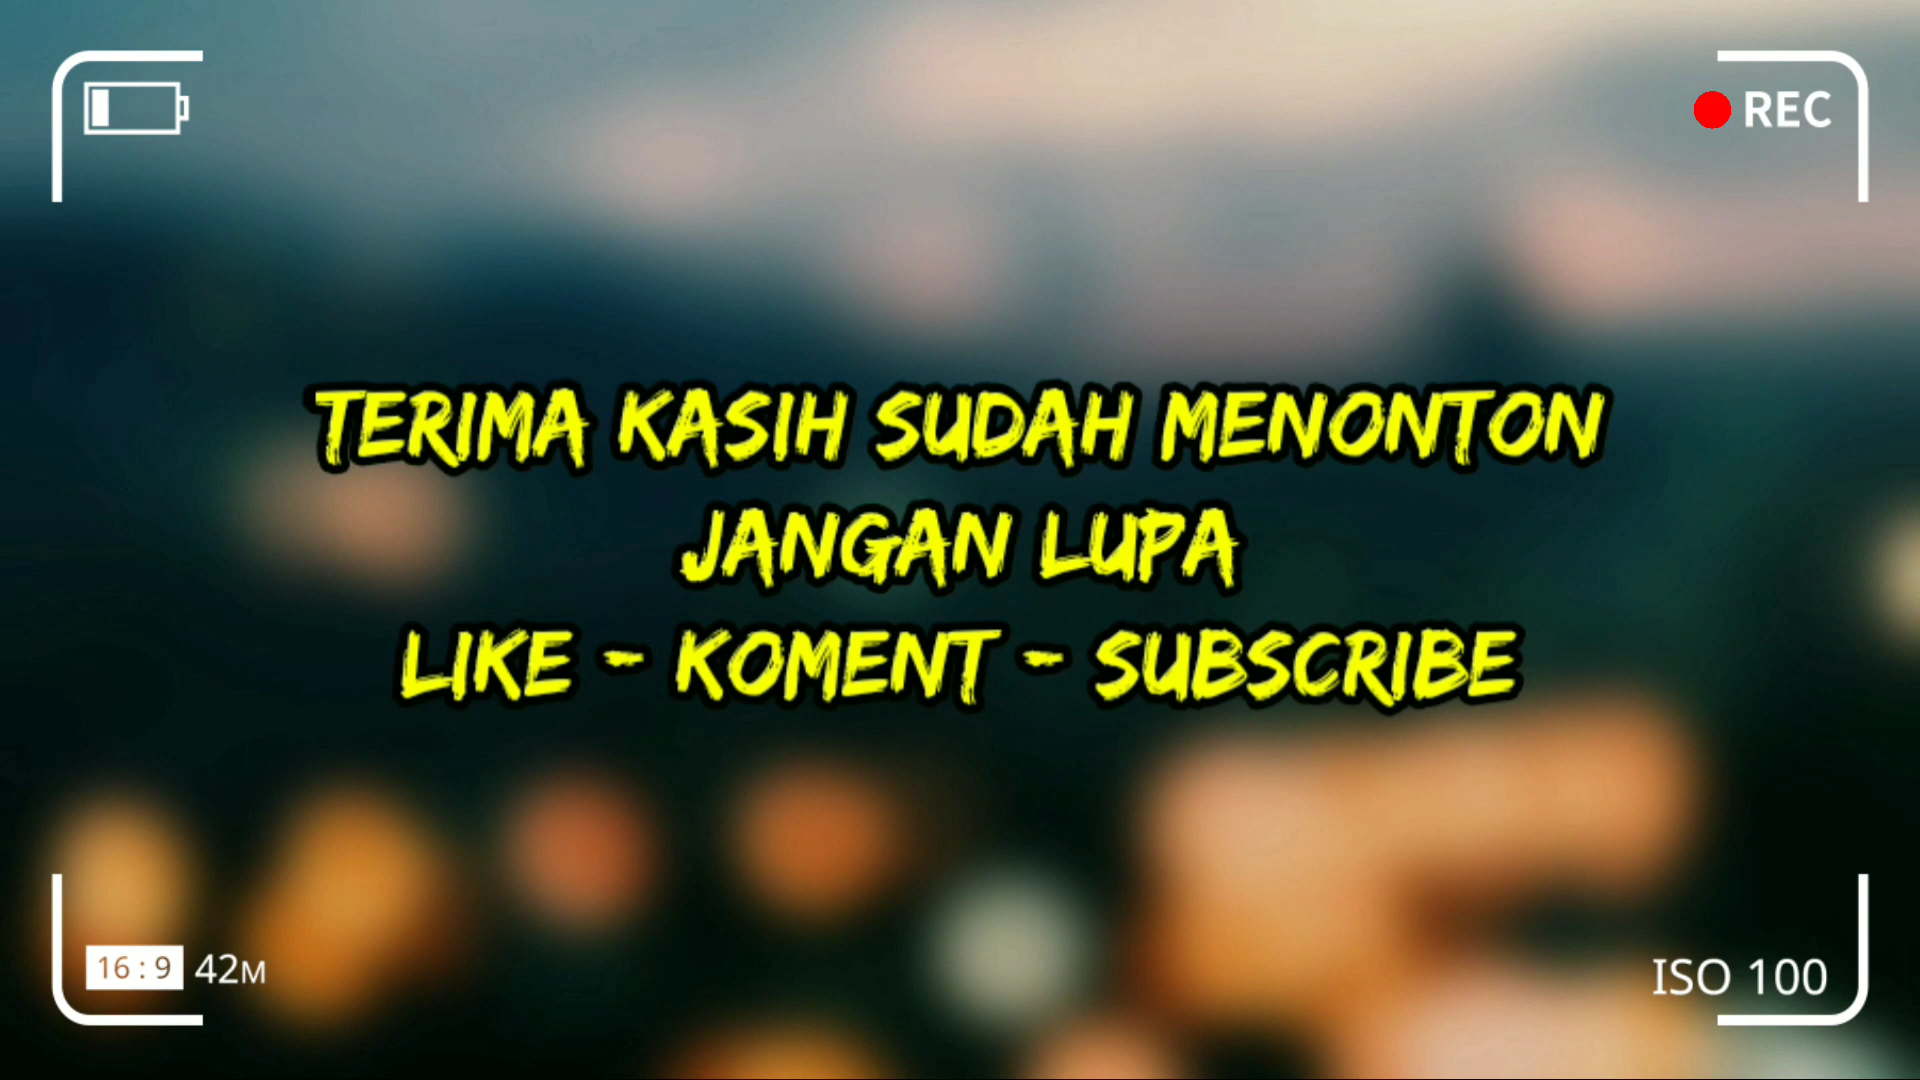 REC
TERIMA KASIH SUDAH MENONTON
JANGAN LUPA
LIKE - KOMENT - SUBSCRIBE
16:9 42M
ISO 100